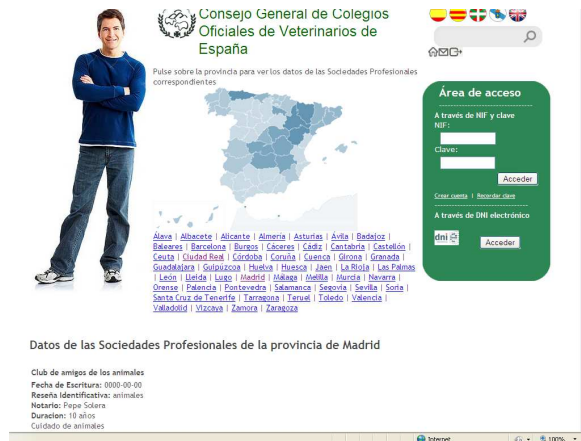 Consejo General de Colegios
Oficiales de Veterinarios de
España
Pulse sobre la provincia para ver los datos de las Sociedades Profesionales
correspondientes
Área de acceso
A través de NIF y clave
NIF:
Clave:
Acceder
Crear cuenta | Recordar clave
A través de DNI electrónico
dni e
Acceder
Álava | Albacete | Alicante | Almería | Asturias | Ávila | Badajoz |
Baleares | Barcelona | Burgos | Cáceres | Cádiz | Cantabria | Castellón |
Ceuta | Ciudad Real | Córdoba | Coruña | Cuenca | Girona | Granada |
Guadalajara | Guipúzcoa | Huelva | Huesca | Jaen | La Rioja | Las Palmas
| León | Lleida | Lugo | Madrid | Málaga | Melilla | Murcia | Navarra |
Orense | Palencia | Pontevedra | Salamanca | Segovia | Sevilla | Soria |
Santa Cruz de Tenerife | Tarragona | Teruel | Toledo | Valencia |
Valladolid | Vizcaya | Zamora | Zaragoza
Datos de las Sociedades Profesionales de la provincia de Madrid
Club de amigos de los animales
Fecha de Escritura: 0000-00-00
Reseña Identificativa: animales
Notario: Pepe Solera
Duracion: 10 años
Cuidado de animales
Internet
100%